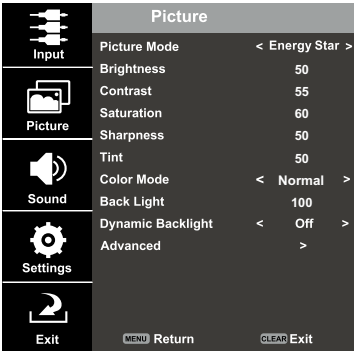 Picture
Input
Picture Mode < Energy Star >
Brightness 50
Contrast 55
Saturation 60
Picture
Sharpness 50
Tint 50
Color Mode < Normal >
Sound
Back Light 100
Dynamic Backlight < Off >
Advanced >
Settings
Exit
MENU Return CLEAR Exit